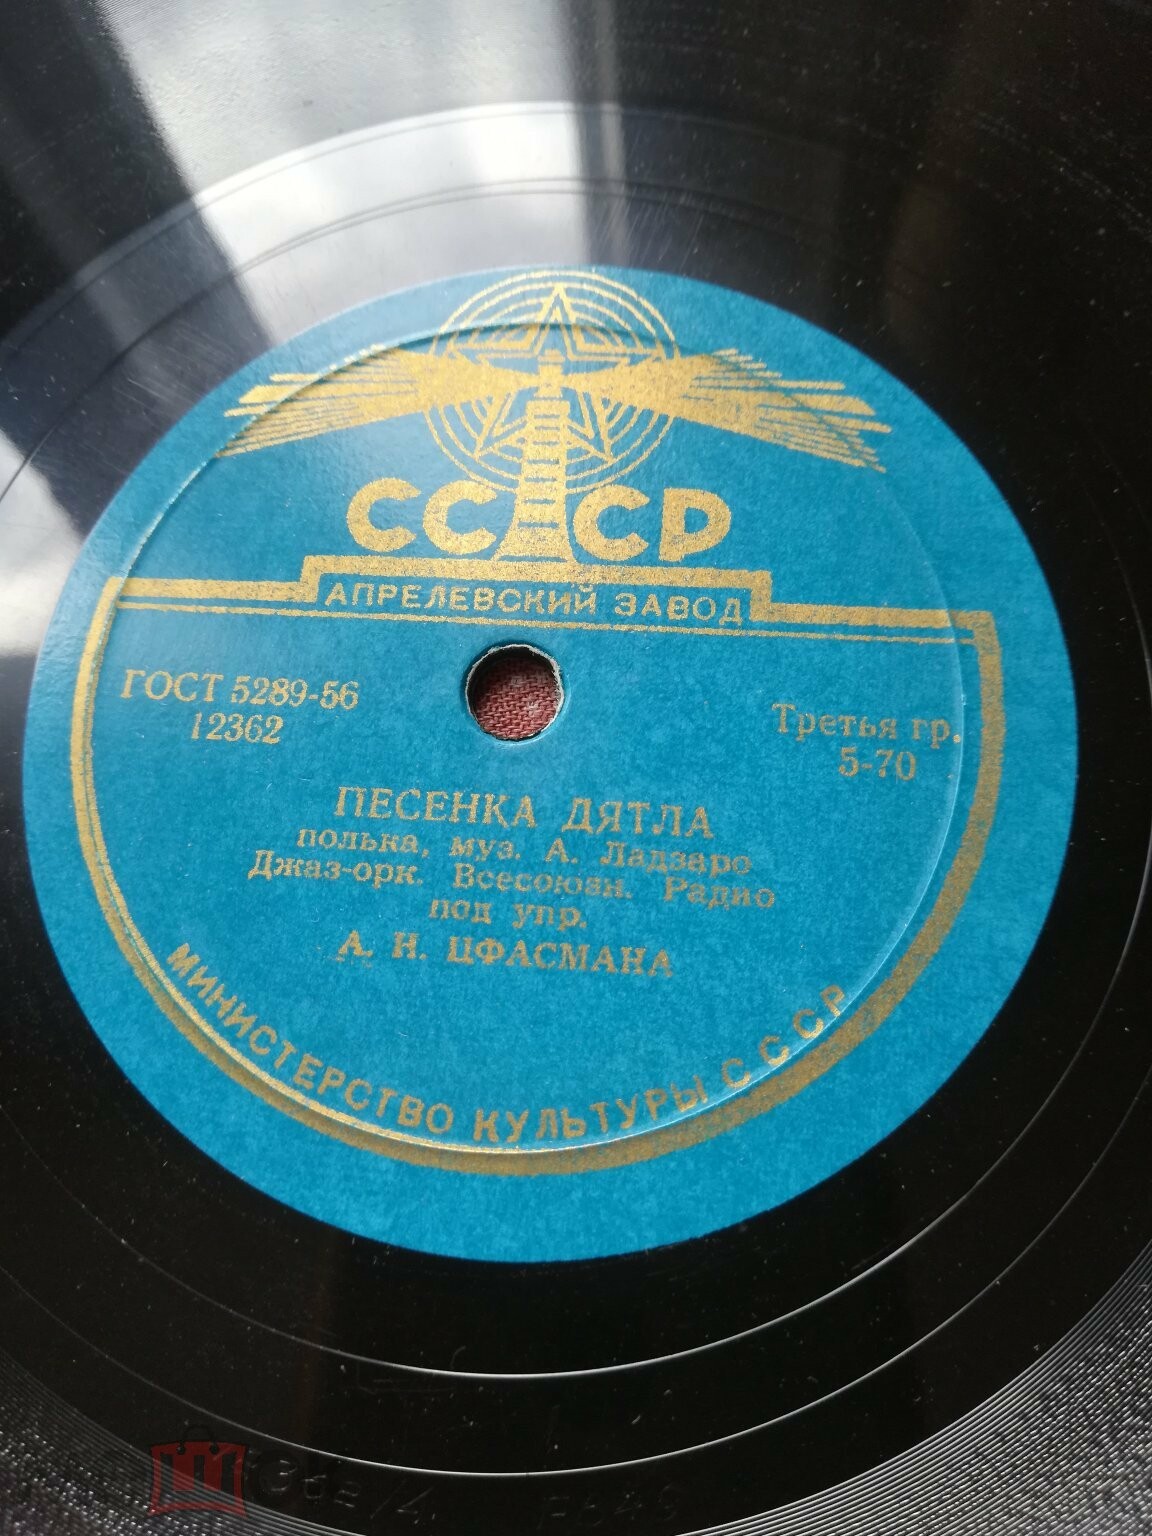 СССР
АПРЕЛЕВСКИЙ ЗАВОД
ГОСТ 5289-56
12362
Третья гр.
5-70
ПЕСЕНКА ДЯТЛА
полька, муз. А. Ладзаро
Джаз-орк. Всесоюзн. Радио
под упр.
А. Н. ЦФАСМАНА
МИНИСТЕРСТВО КУЛЬТУРЫ СССР